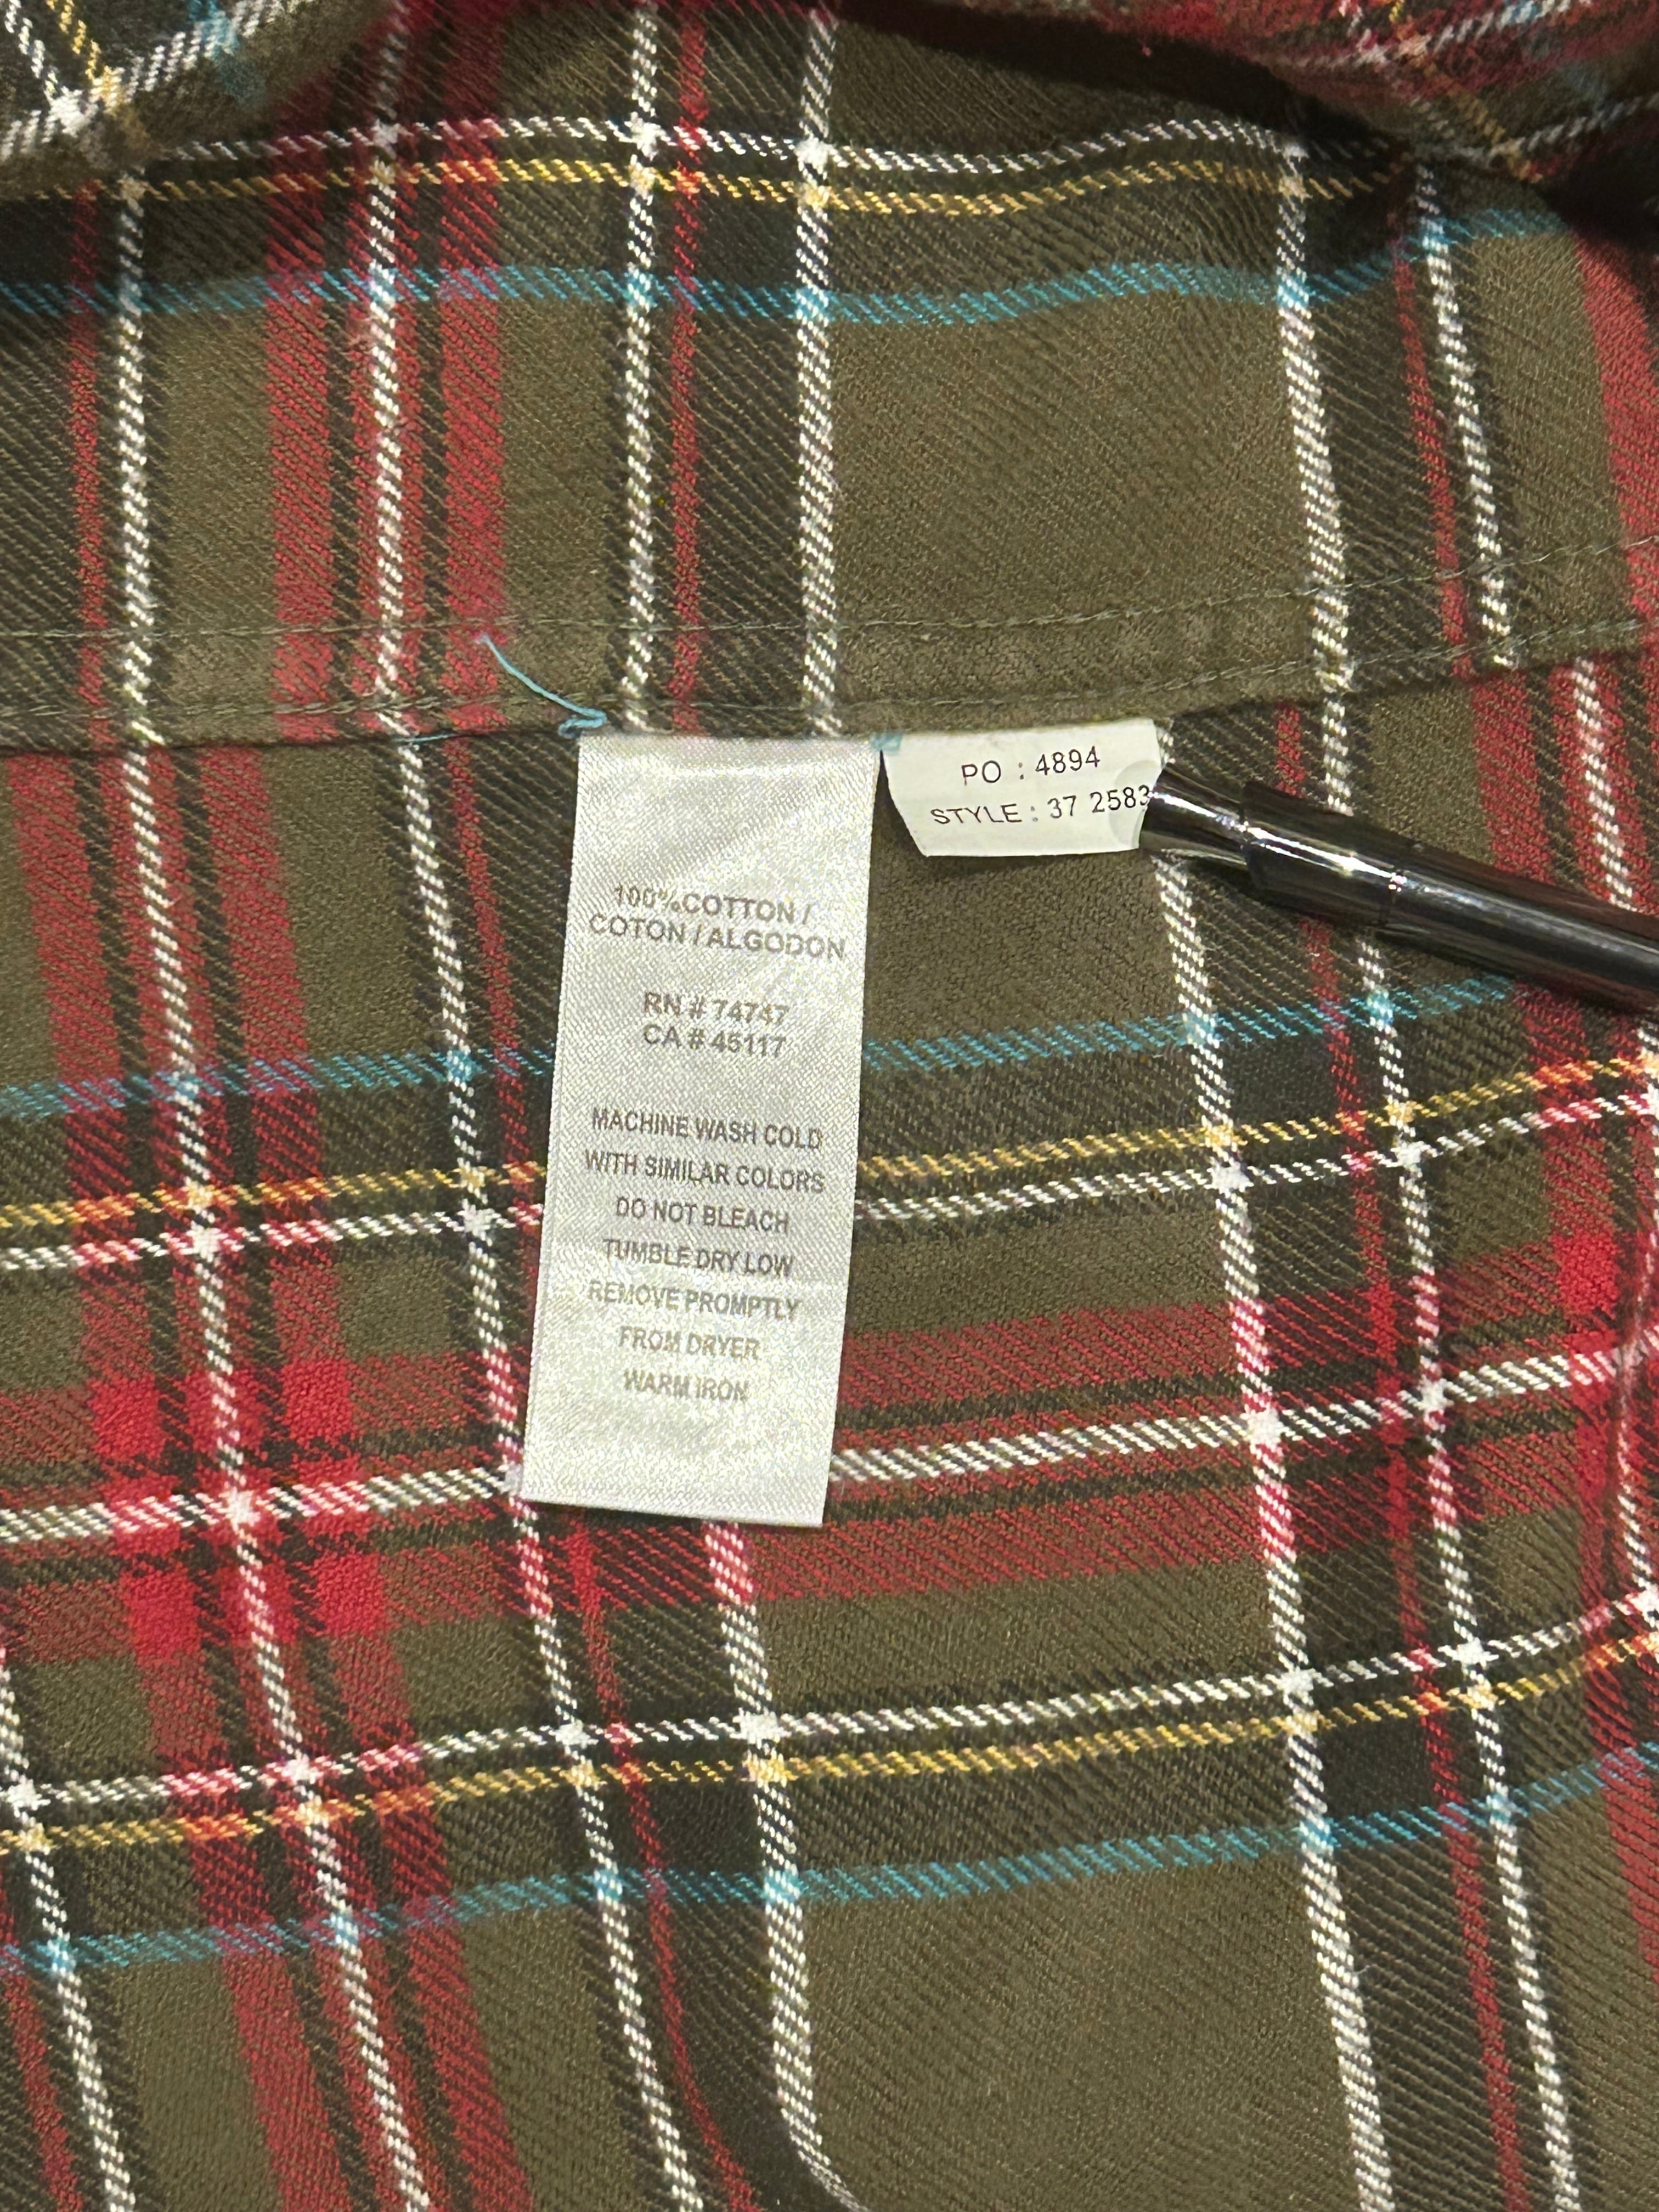 100%COTTON /
COTON / ALGODON
RN # 74747
CA # 45117
MACHINE WASH COLD
WITH SIMILAR COLORS
DO NOT BLEACH
TUMBLE DRY LOW
REMOVE PROMPTLY
FROM DRYER
WARM IRON
PO : 4894
STYLE : 37 2583